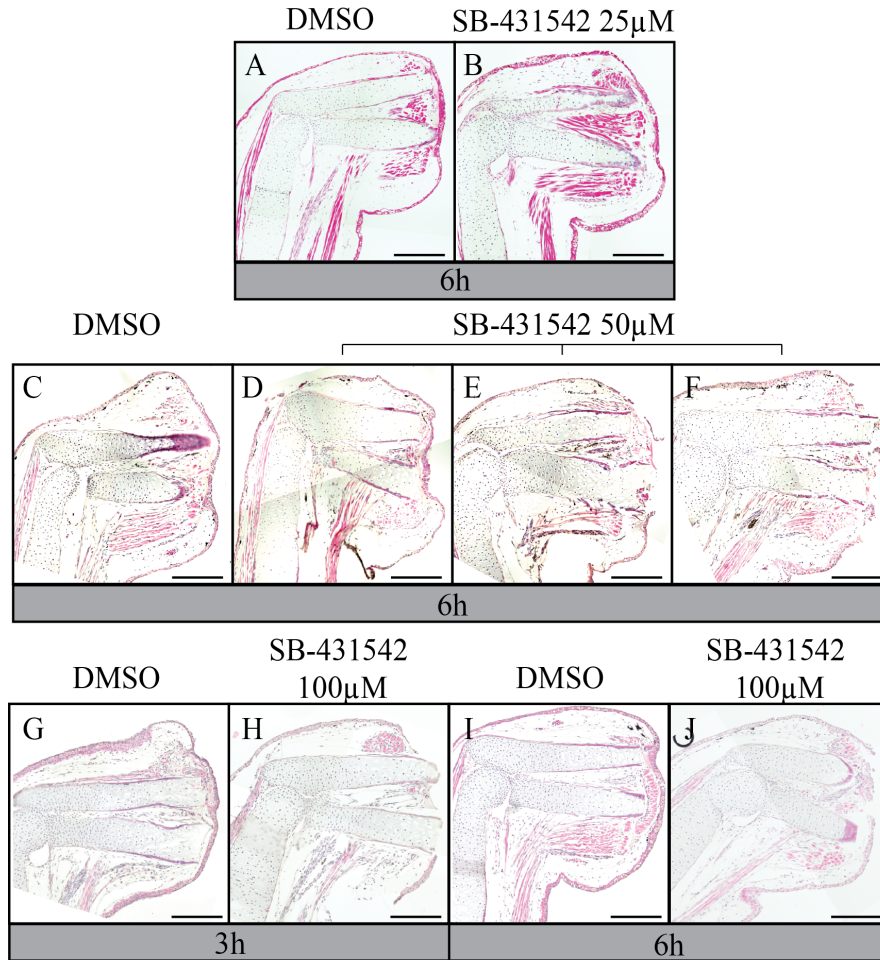 DMSO SB-431542 25µM
A B
6h
DMSO SB-431542 50µM
C D E F
6h
DMSO SB-431542 100µM DMSO SB-431542 100µM
G H I J
3h 6h